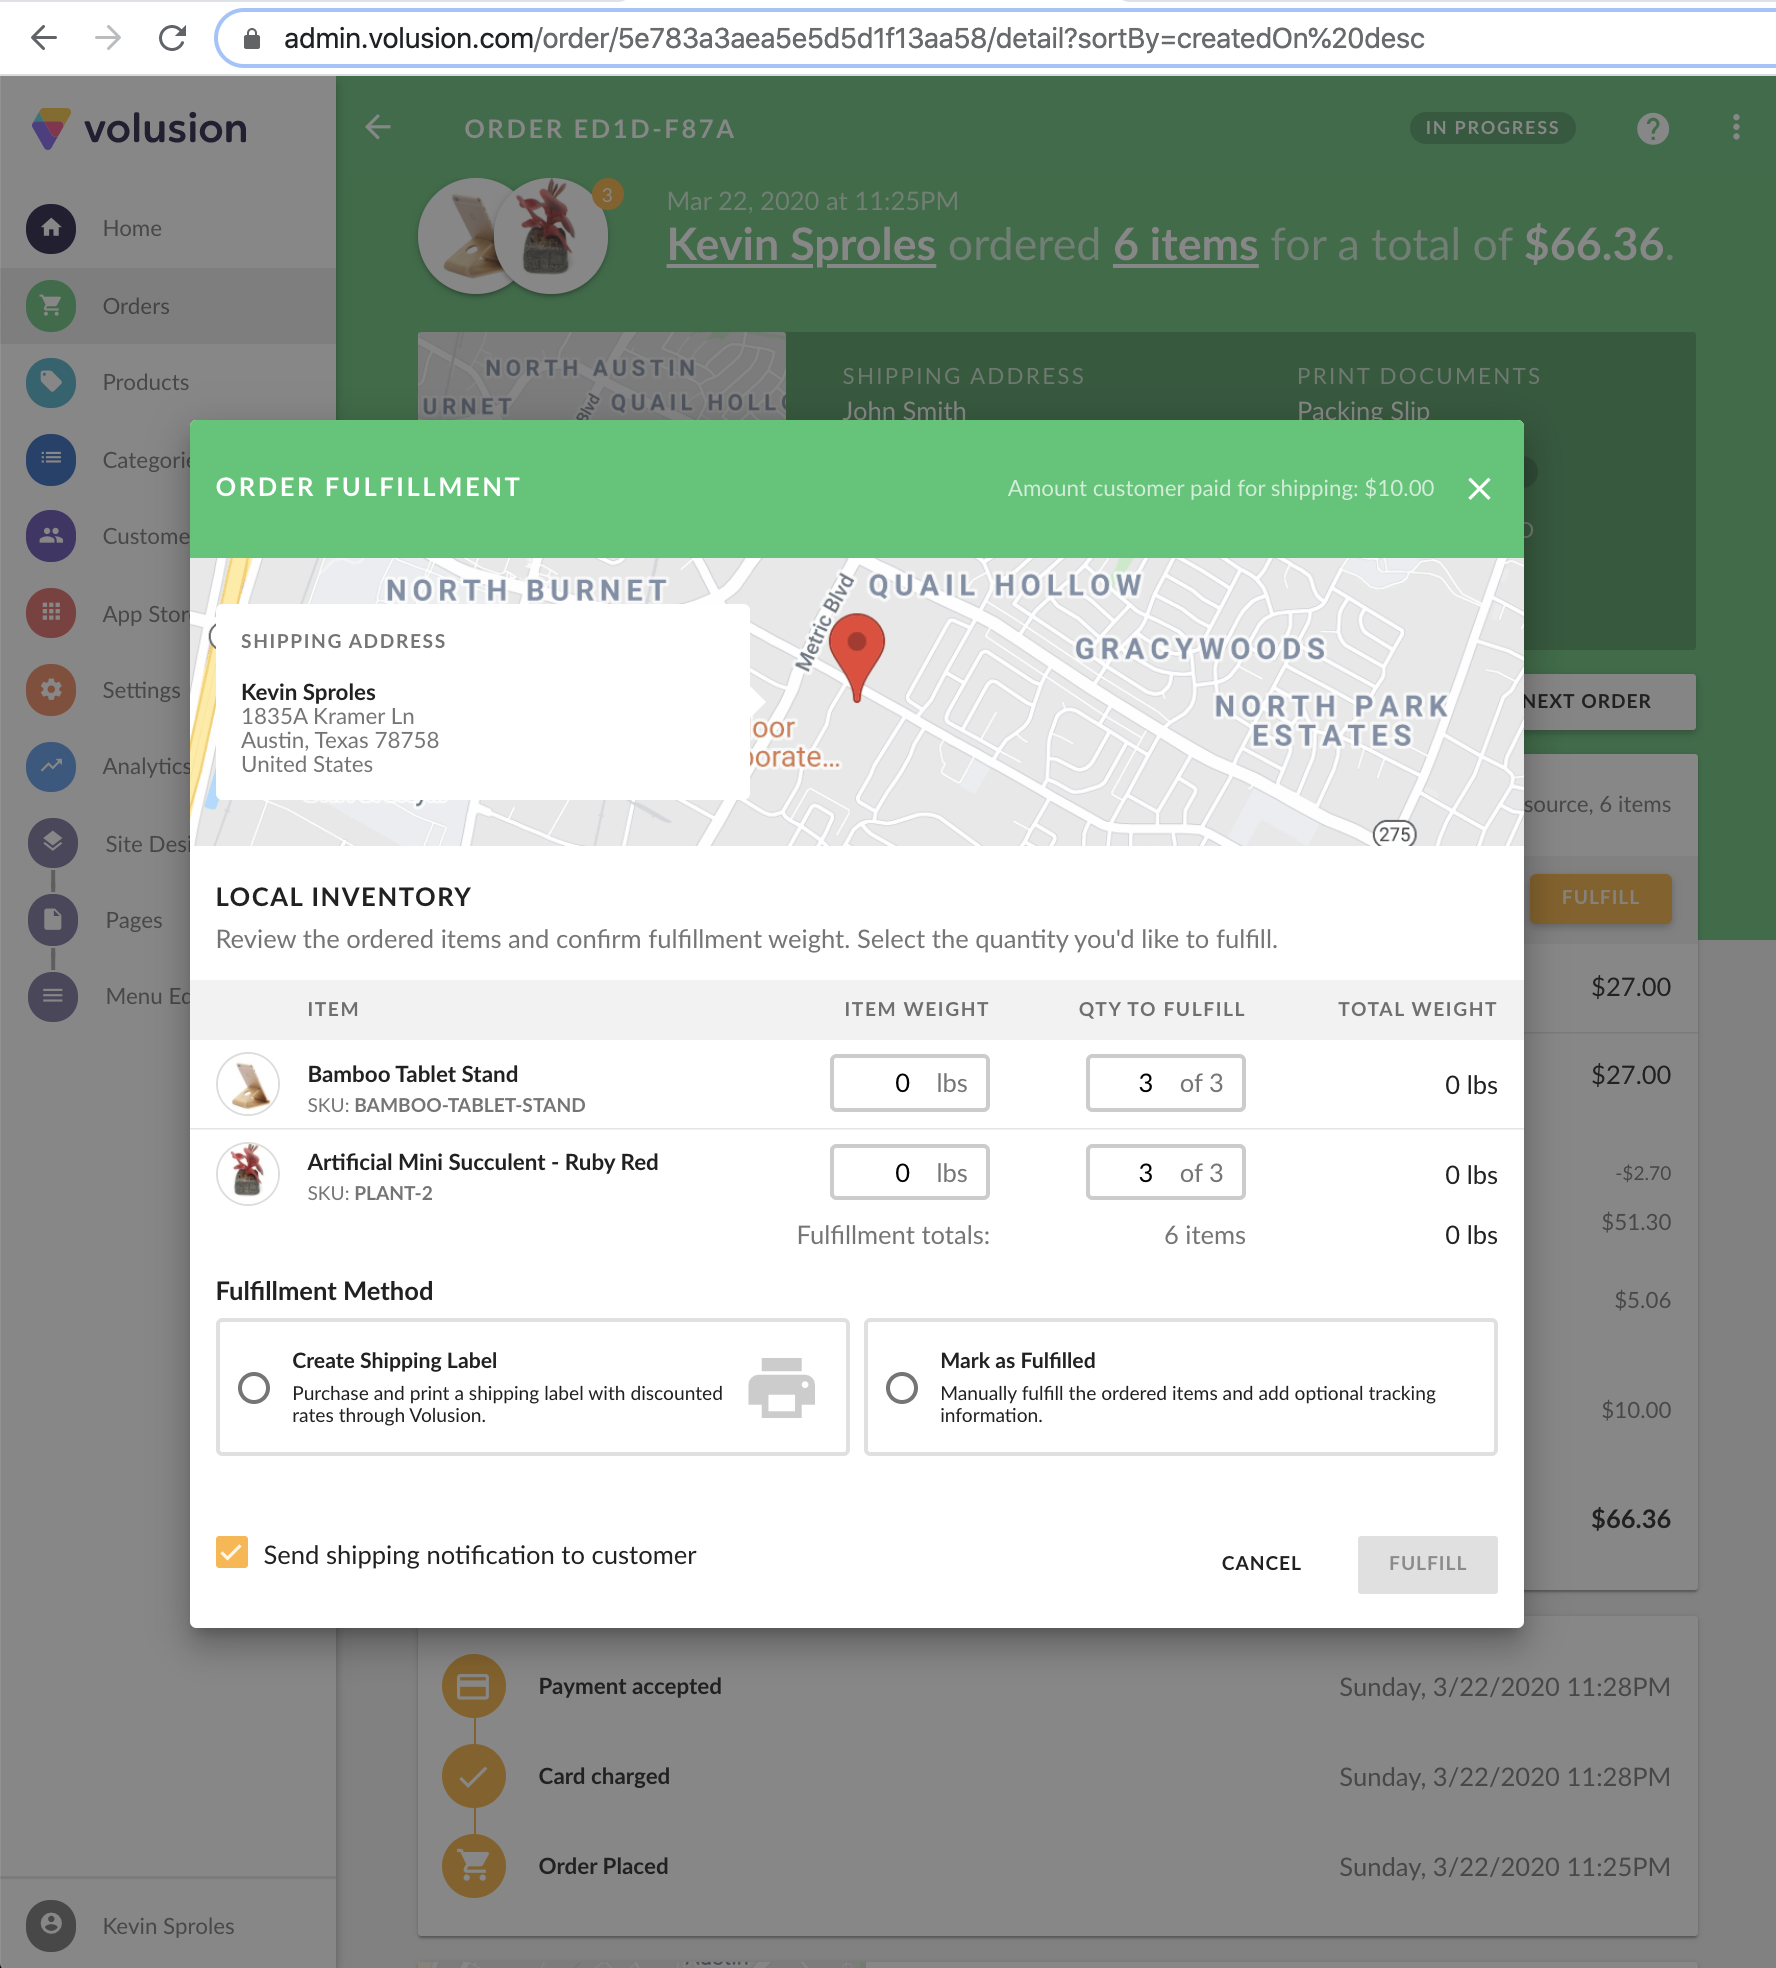 admin.volusion.com/order/5e783a3aea5e5d5d1f13aa58/detail?sortBy=createdOn%20desc
volusion
ORDER ED1D-F87A
IN PROGRESS
?
3
Mar 22, 2020 at 11:25PM
Kevin Sproles ordered 6 items for a total of $66.36.
Home
Orders
Products
Categorie
Custome
App Stor
Settings
Analytics
Site Desi
Pages
Menu Ed
Kevin Sproles
NORTH AUSTIN
URNET
Blvd
QUAIL HOLL
SHIPPING ADDRESS
John Smith
PRINT DOCUMENTS
Packing Slip
ORDER FULFILLMENT
Amount customer paid for shipping: $10.00
NORTH BURNET
Metric Blvd
QUAIL HOLLOW
GRACYWOODS
NORTH PARK
ESTATES
oor
porate...
275
SHIPPING ADDRESS
Kevin Sproles
1835A Kramer Ln
Austin, Texas 78758
United States
NEXT ORDER
source, 6 items
FULFILL
LOCAL INVENTORY
Review the ordered items and confirm fulfillment weight. Select the quantity you'd like to fulfill.
ITEM ITEM WEIGHT QTY TO FULFILL TOTAL WEIGHT
Bamboo Tablet Stand
SKU: BAMBOO-TABLET-STAND
0 lbs 3 of 3 0 lbs
Artificial Mini Succulent - Ruby Red
SKU: PLANT-2
0 lbs 3 of 3 0 lbs
Fulfillment totals: 6 items 0 lbs
Fulfillment Method
Create Shipping Label
Purchase and print a shipping label with discounted
rates through Volusion.
Mark as Fulfilled
Manually fulfill the ordered items and add optional tracking
information.
Send shipping notification to customer
CANCEL
FULFILL
$27.00
$27.00
-$2.70
$51.30
$5.06
$10.00
$66.36
Payment accepted Sunday, 3/22/2020 11:28PM
Card charged Sunday, 3/22/2020 11:28PM
Order Placed Sunday, 3/22/2020 11:25PM